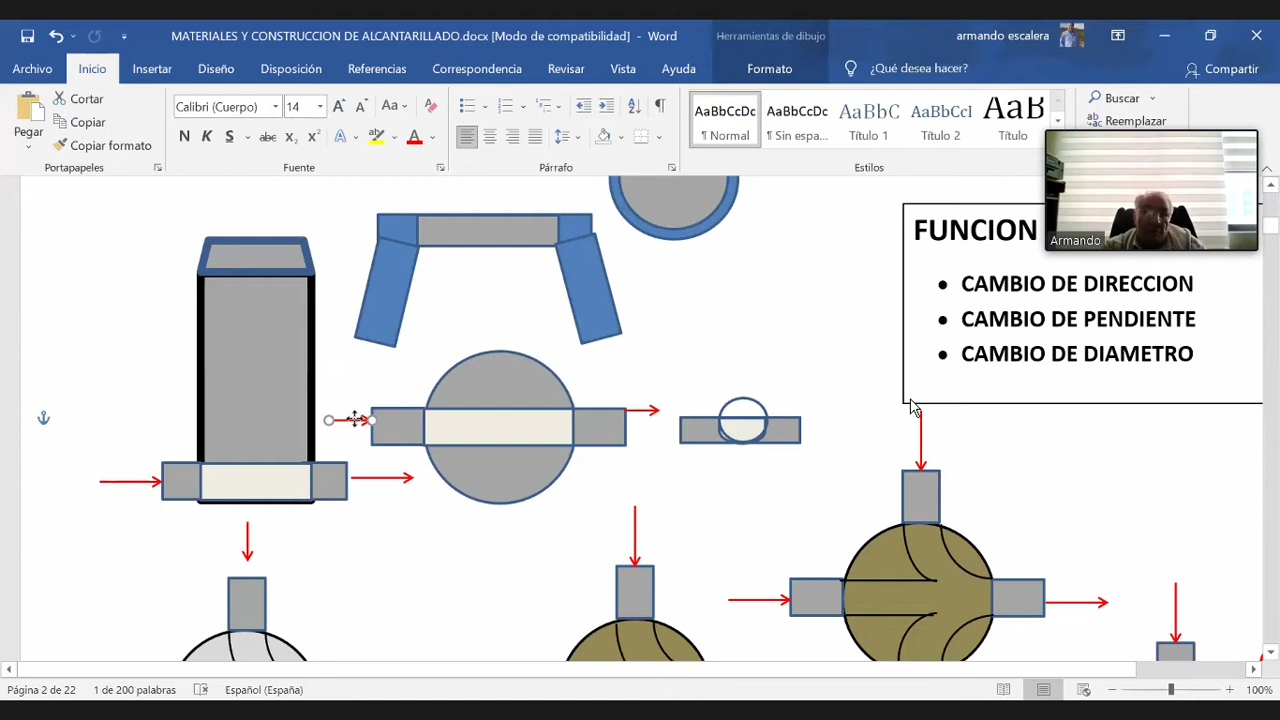 MATERIALES Y CONSTRUCCION DE ALCANTARILLADO.docx [Modo de compatibilidad] - Word
Herramientas de dibujo
armando escalera
Archivo Inicio Insertar Diseño Disposición Referencias Correspondencia Revisar Vista Ayuda Formato ¿Qué desea hacer? Compartir
Pegar
Cortar
Copiar
Copiar formato
Portapapeles
Calibri (Cuerpo) 14
N K S abc x₂ x²
Fuente
Párrafo
AaBbCcDc AaBbCcDc AaBbC AaBbCcI AaB
¶ Normal ¶ Sin espa... Título 1 Título 2 Título
Estilos
Buscar
Reemplazar
Armando
FUNCION
• CAMBIO DE DIRECCION
• CAMBIO DE PENDIENTE
• CAMBIO DE DIAMETRO
Página 2 de 22 1 de 200 palabras Español (España) 100%